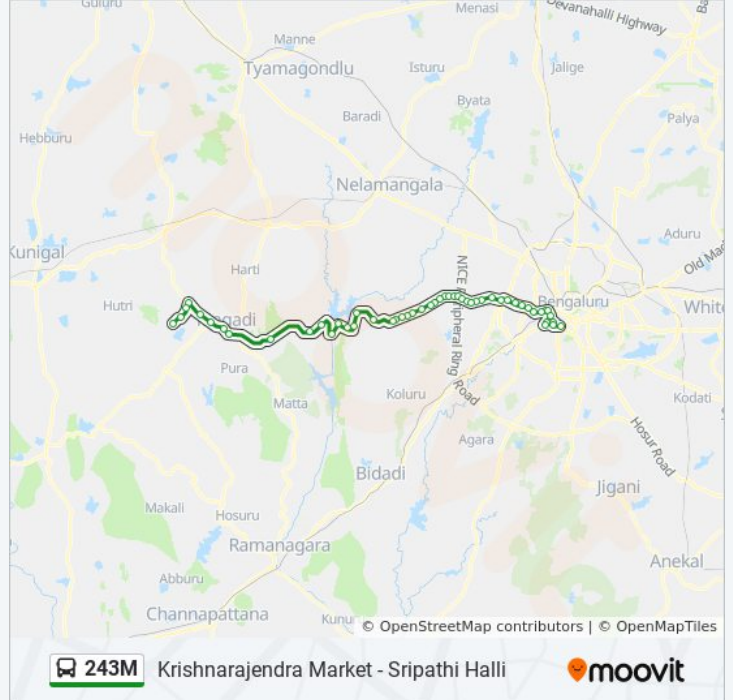 Guluru
Menasi
Devanahalli Highway
Manne
Tyamagondlu
Isturu
Jalige
Byata
Baradi
Palya
Hebburu
Nelamangala
Aduru
Kunigal
Harti
Old Mad
NICE Peripheral Ring Road
Hutri
Bengaluru
White
Pura
Matta
Koluru
Kodati
Agara
Hosur Road
Bidadi
Jigani
Makali
Hosuru
Ramanagara
Anekal
Abburu
Channapattana
Kunu
© OpenStreetMap contributors | © OpenMapTiles
243M Krishnarajendra Market - Sripathi Halli
moovit